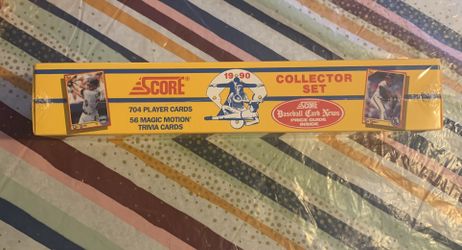 SCORE®
704 PLAYER CARDS
56 MAGIC MOTION
TRIVIA CARDS
1990
COLLECTOR
SET
SCORE
Baseball Card News
PRICE GUIDE
INSIDE